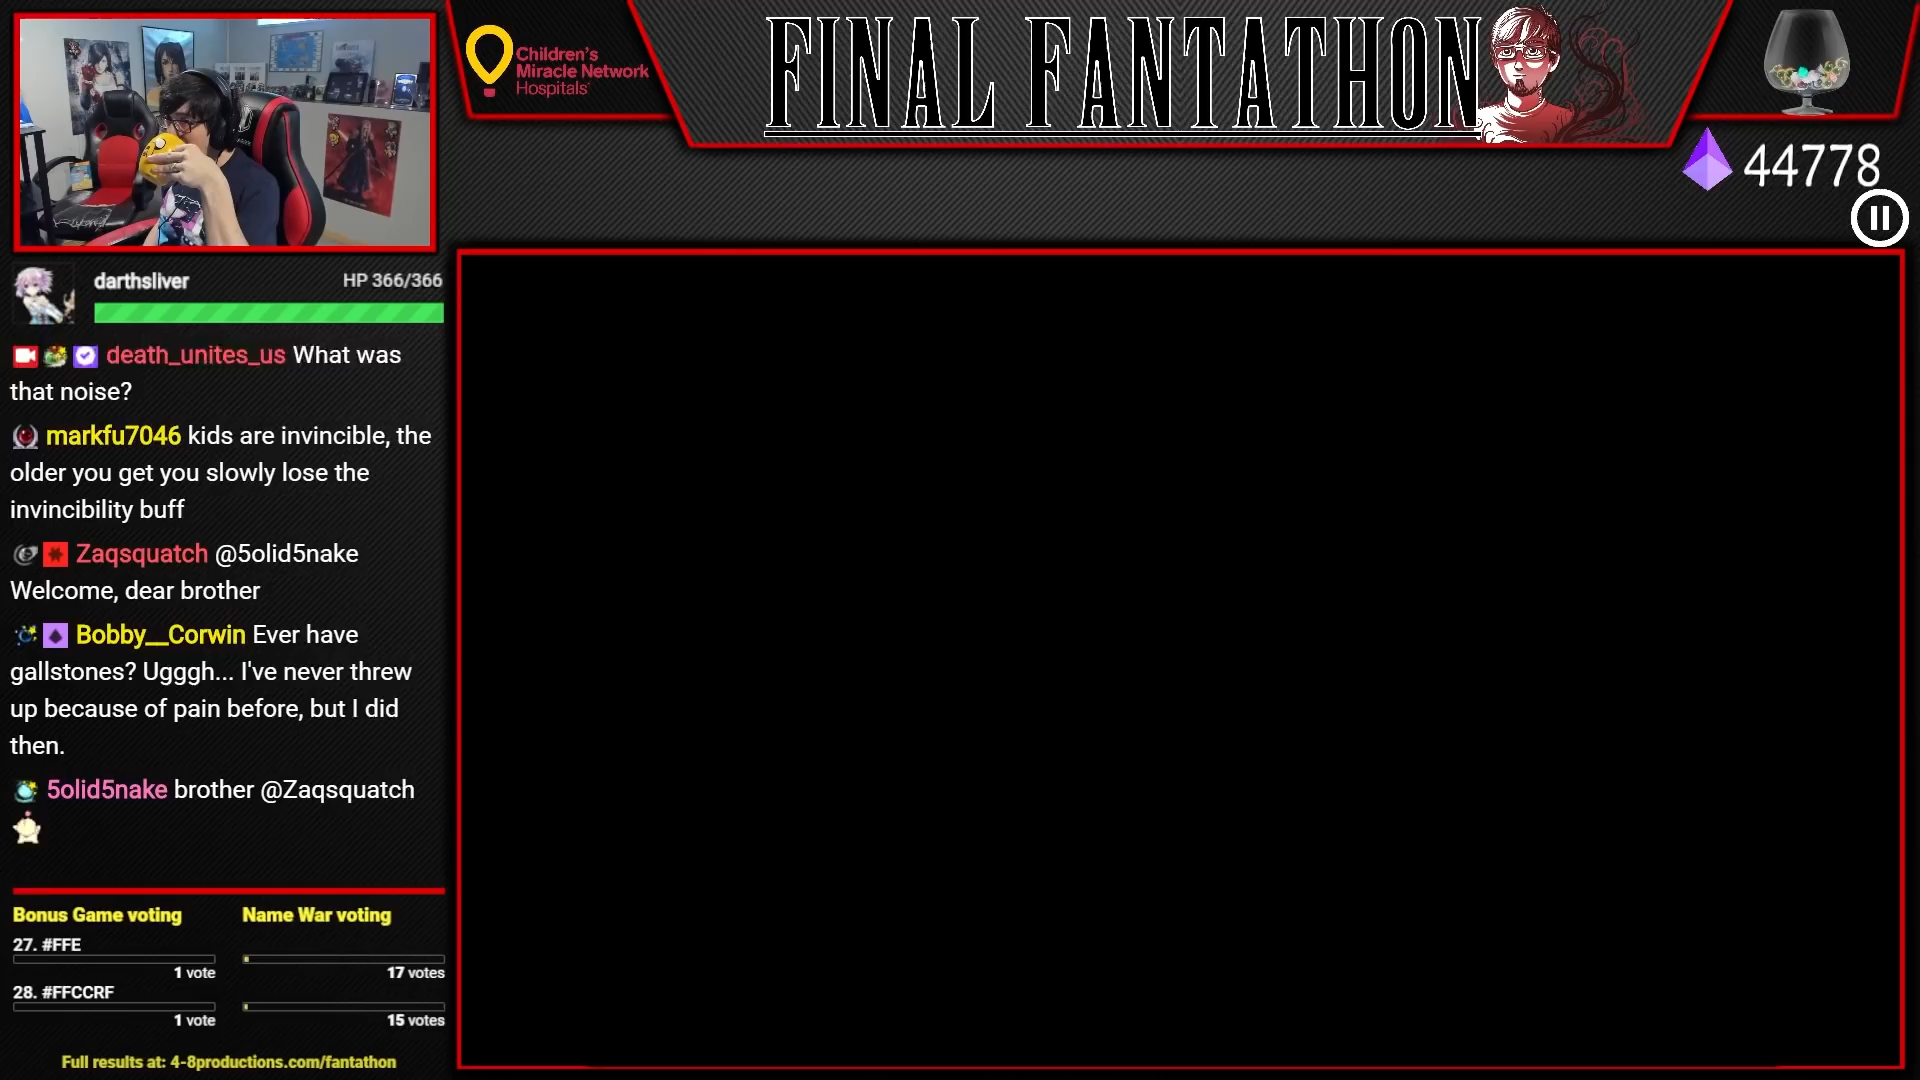 Children's
Miracle Network
Hospitals
FINAL FANTATHON
44778
darthsliver HP 366/366
death_unites_us What was
that noise?
markfu7046 kids are invincible, the
older you get you slowly lose the
invincibility buff
Zaqsquatch @5olid5nake
Welcome, dear brother
Bobby__Corwin Ever have
gallstones? Ugggh... I've never threw
up because of pain before, but I did
then.
5olid5nake brother @Zaqsquatch
Bonus Game voting Name War voting
27. #FFE
1 vote 17 votes
28. #FFCCRF
1 vote 15 votes
Full results at: 4-8productions.com/fantathon